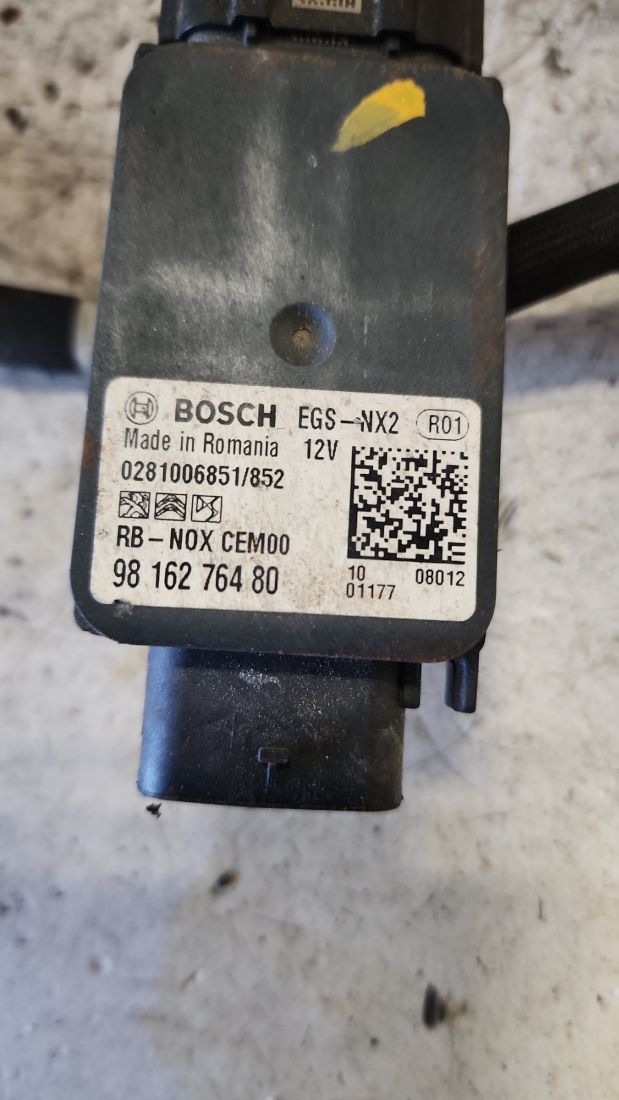 BOSCH EGS-NX2 R01
Made in Romania 12V
0281006851/852
RB-NOX CEM00
98 162 764 80
10 08012
01177